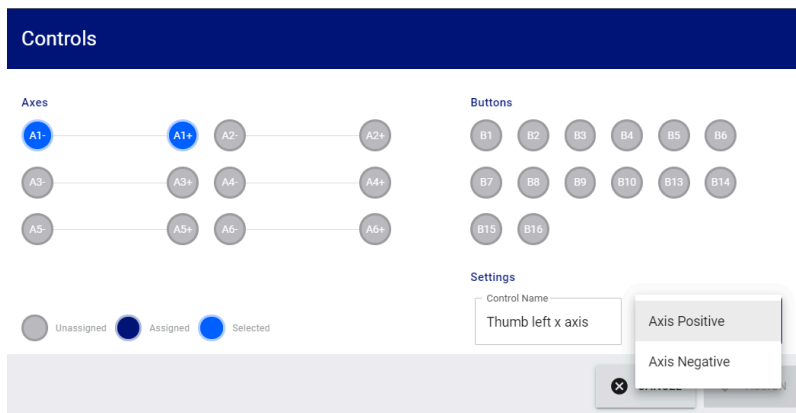 Controls
Axes
A1- A1+ A2- A2+
A3- A3+ A4- A4+
A5- A5+ A6- A6+
Unassigned Assigned Selected
Buttons
B1 B2 B3 B4 B5 B6
B7 B8 B9 B10 B13 B14
B15 B16
Settings
Control Name
Thumb left x axis
Axis Positive
Axis Negative